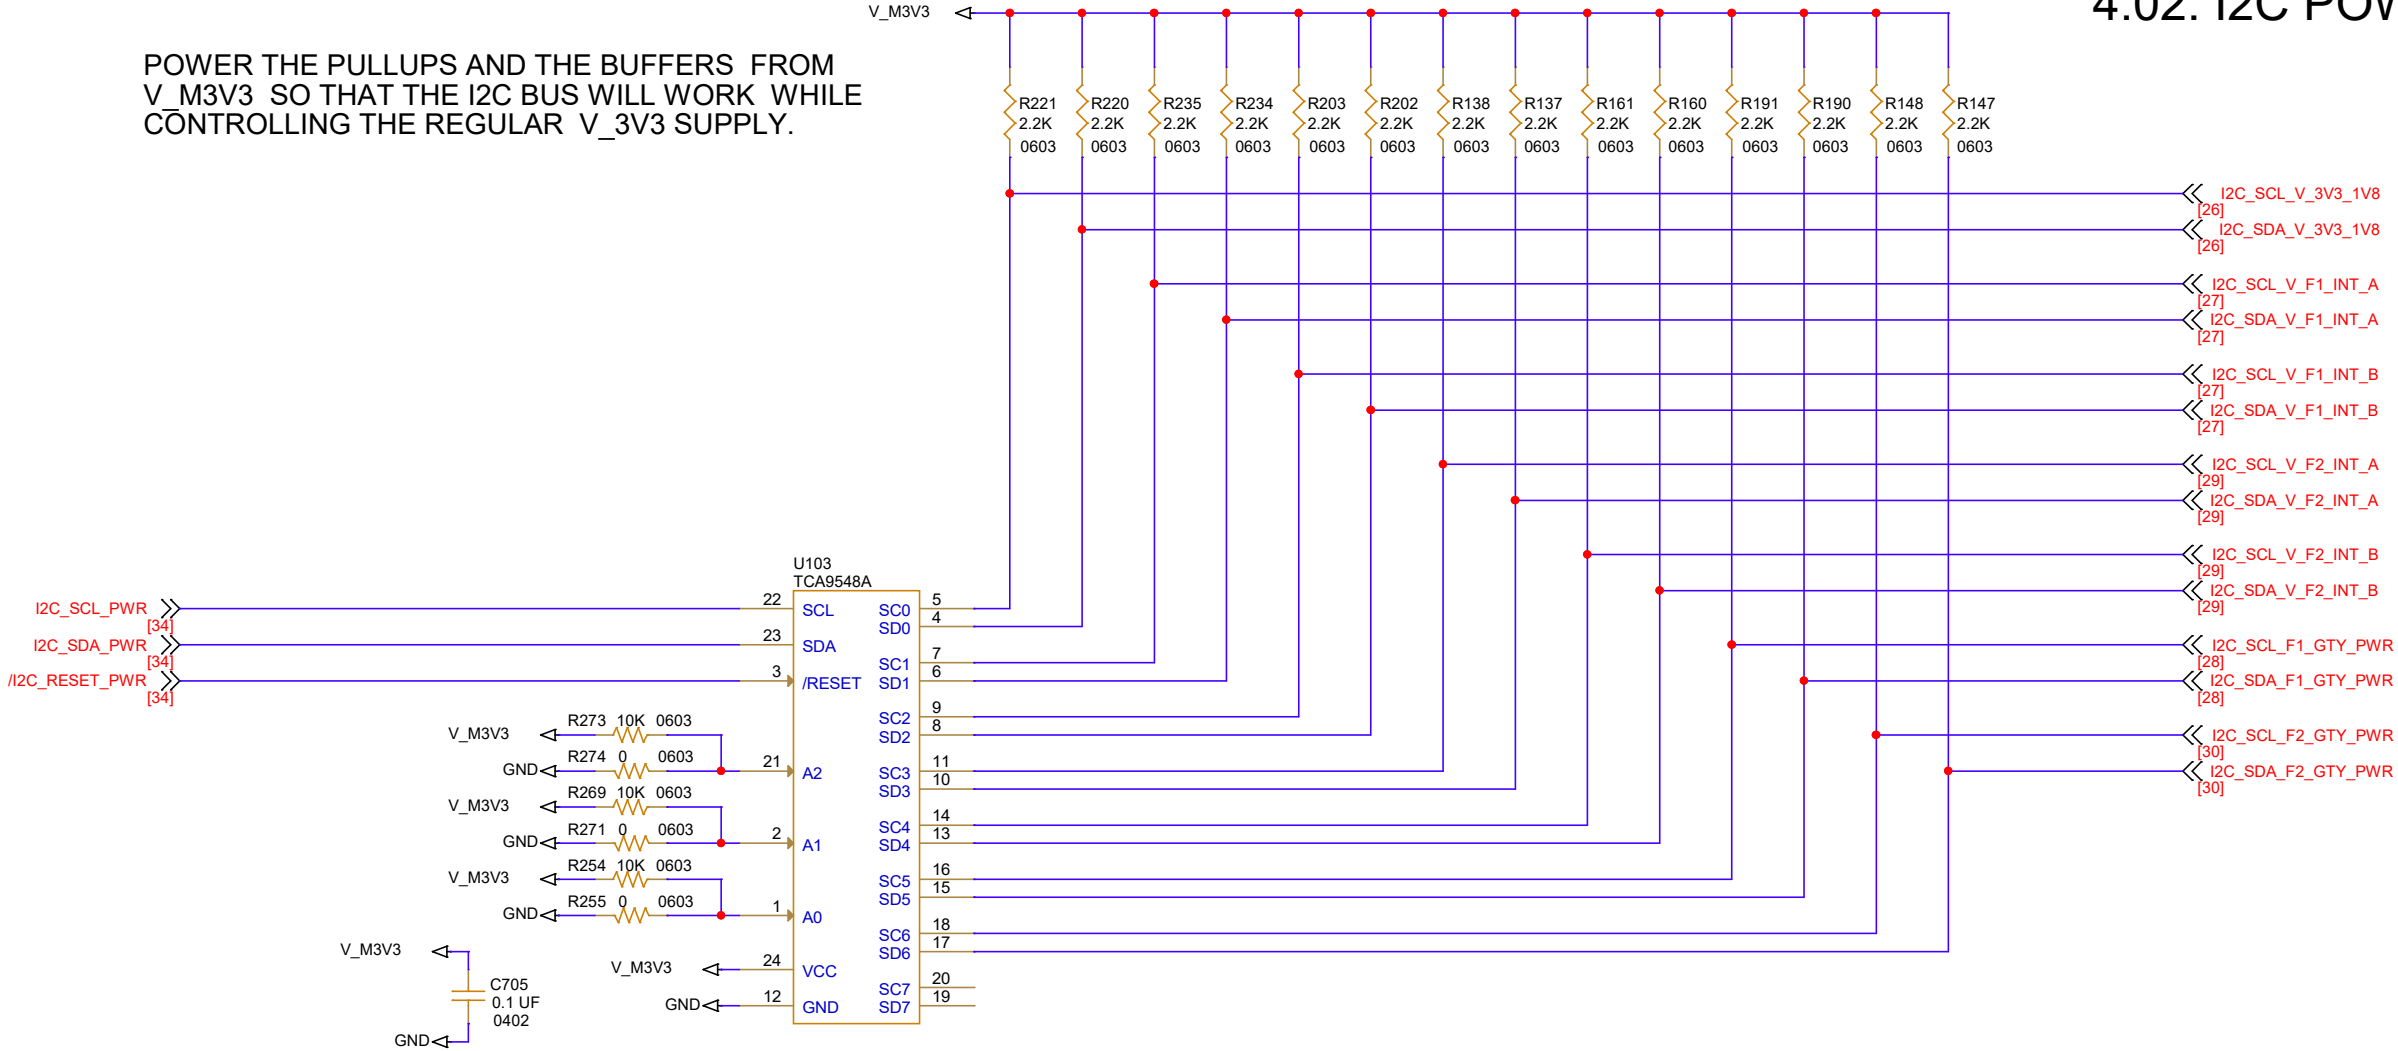 V_M3V3
4.02. I2C POW
POWER THE PULLUPS AND THE BUFFERS FROM
V_M3V3 SO THAT THE I2C BUS WILL WORK WHILE
CONTROLLING THE REGULAR V_3V3 SUPPLY.
R221 R220 R235 R234 R203 R202 R138 R137 R161 R160 R191 R190 R148 R147
2.2K 2.2K 2.2K 2.2K 2.2K 2.2K 2.2K 2.2K 2.2K 2.2K 2.2K 2.2K 2.2K 2.2K
0603 0603 0603 0603 0603 0603 0603 0603 0603 0603 0603 0603 0603 0603
I2C_SCL_V_3V3_1V8
[26]
I2C_SDA_V_3V3_1V8
[26]
I2C_SCL_V_F1_INT_A
[27]
I2C_SDA_V_F1_INT_A
[27]
I2C_SCL_V_F1_INT_B
[27]
I2C_SDA_V_F1_INT_B
[27]
I2C_SCL_V_F2_INT_A
[29]
I2C_SDA_V_F2_INT_A
[29]
I2C_SCL_V_F2_INT_B
[29]
I2C_SDA_V_F2_INT_B
[29]
I2C_SCL_F1_GTY_PWR
[28]
I2C_SDA_F1_GTY_PWR
[28]
I2C_SCL_F2_GTY_PWR
[30]
I2C_SDA_F2_GTY_PWR
[30]
U103
TCA9548A
I2C_SCL_PWR
[34]
I2C_SDA_PWR
[34]
/I2C_RESET_PWR
[34]
22 SCL
23 SDA
3 /RESET
V_M3V3 R273 10K 0603
GND R274 0 0603
21 A2
V_M3V3 R269 10K 0603
GND R271 0 0603
2 A1
V_M3V3 R254 10K 0603
GND R255 0 0603
1 A0
V_M3V3 24 VCC
GND 12 GND
SC0 5
SD0 4
SC1 7
SD1 6
SC2 9
SD2 8
SC3 11
SD3 10
SC4 14
SD4 13
SC5 16
SD5 15
SC6 18
SD6 17
SC7 20
SD7 19
V_M3V3
C705
0.1 UF
0402
GND